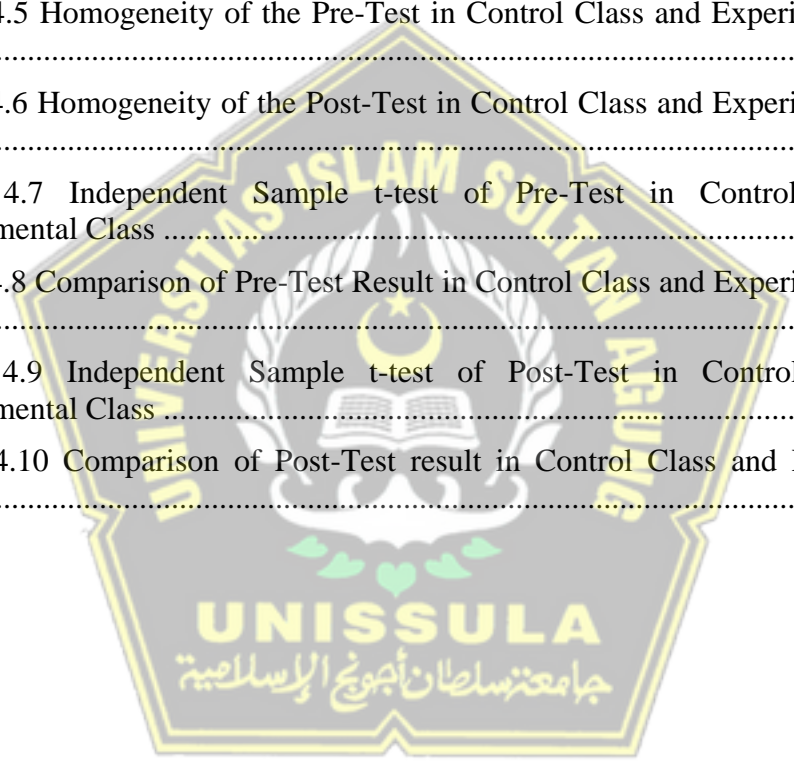 4.5 Homogeneity of the Pre-Test in Control Class and Experi
.................................................................................................
4.6 Homogeneity of the Post-Test in Control Class and Experi
.................................................................................................
4.7 Independent Sample t-test of Pre-Test in Control
mental Class .............................................................................
4.8 Comparison of Pre-Test Result in Control Class and Experi
.................................................................................................
4.9 Independent Sample t-test of Post-Test in Control
mental Class .............................................................................
4.10 Comparison of Post-Test result in Control Class and
.................................................................................................
UNIVERSITAS ISLAM SULTAN AGUNG
UNISSULA
جامعة سلطان أجونج الإسلامية